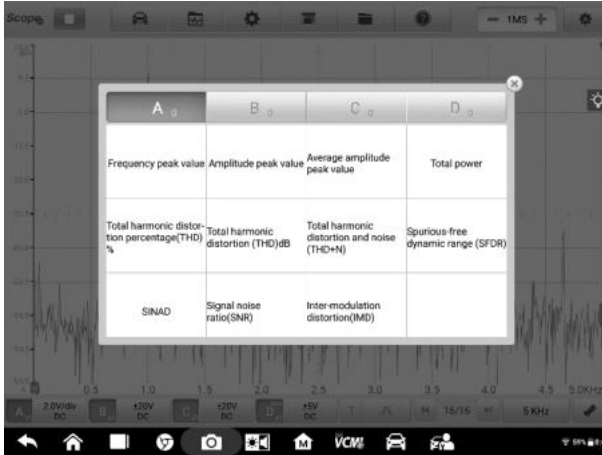 Scope
1MS
A 0
B 0
C 0
D 0
Frequency peak value
Amplitude peak value
Average amplitude
peak value
Total power
Total harmonic distor-
tion percentage(THD)
%
Total harmonic
distortion (THD)dB
Total harmonic
distortion and noise
(THD+N)
Spurious-free
dynamic range (SFDR)
SINAD
Signal noise
ratio(SNR)
Inter-modulation
distortion(IMD)
0.5 1.0 1.5 2.0 2.5 3.0 3.5 4.0 4.5 5.0KHz
A 2.0V/div
DC
B ±20V
DC
C ±20V
DC
D ±5V
DC
T
16/16
5 KHz
VCMI